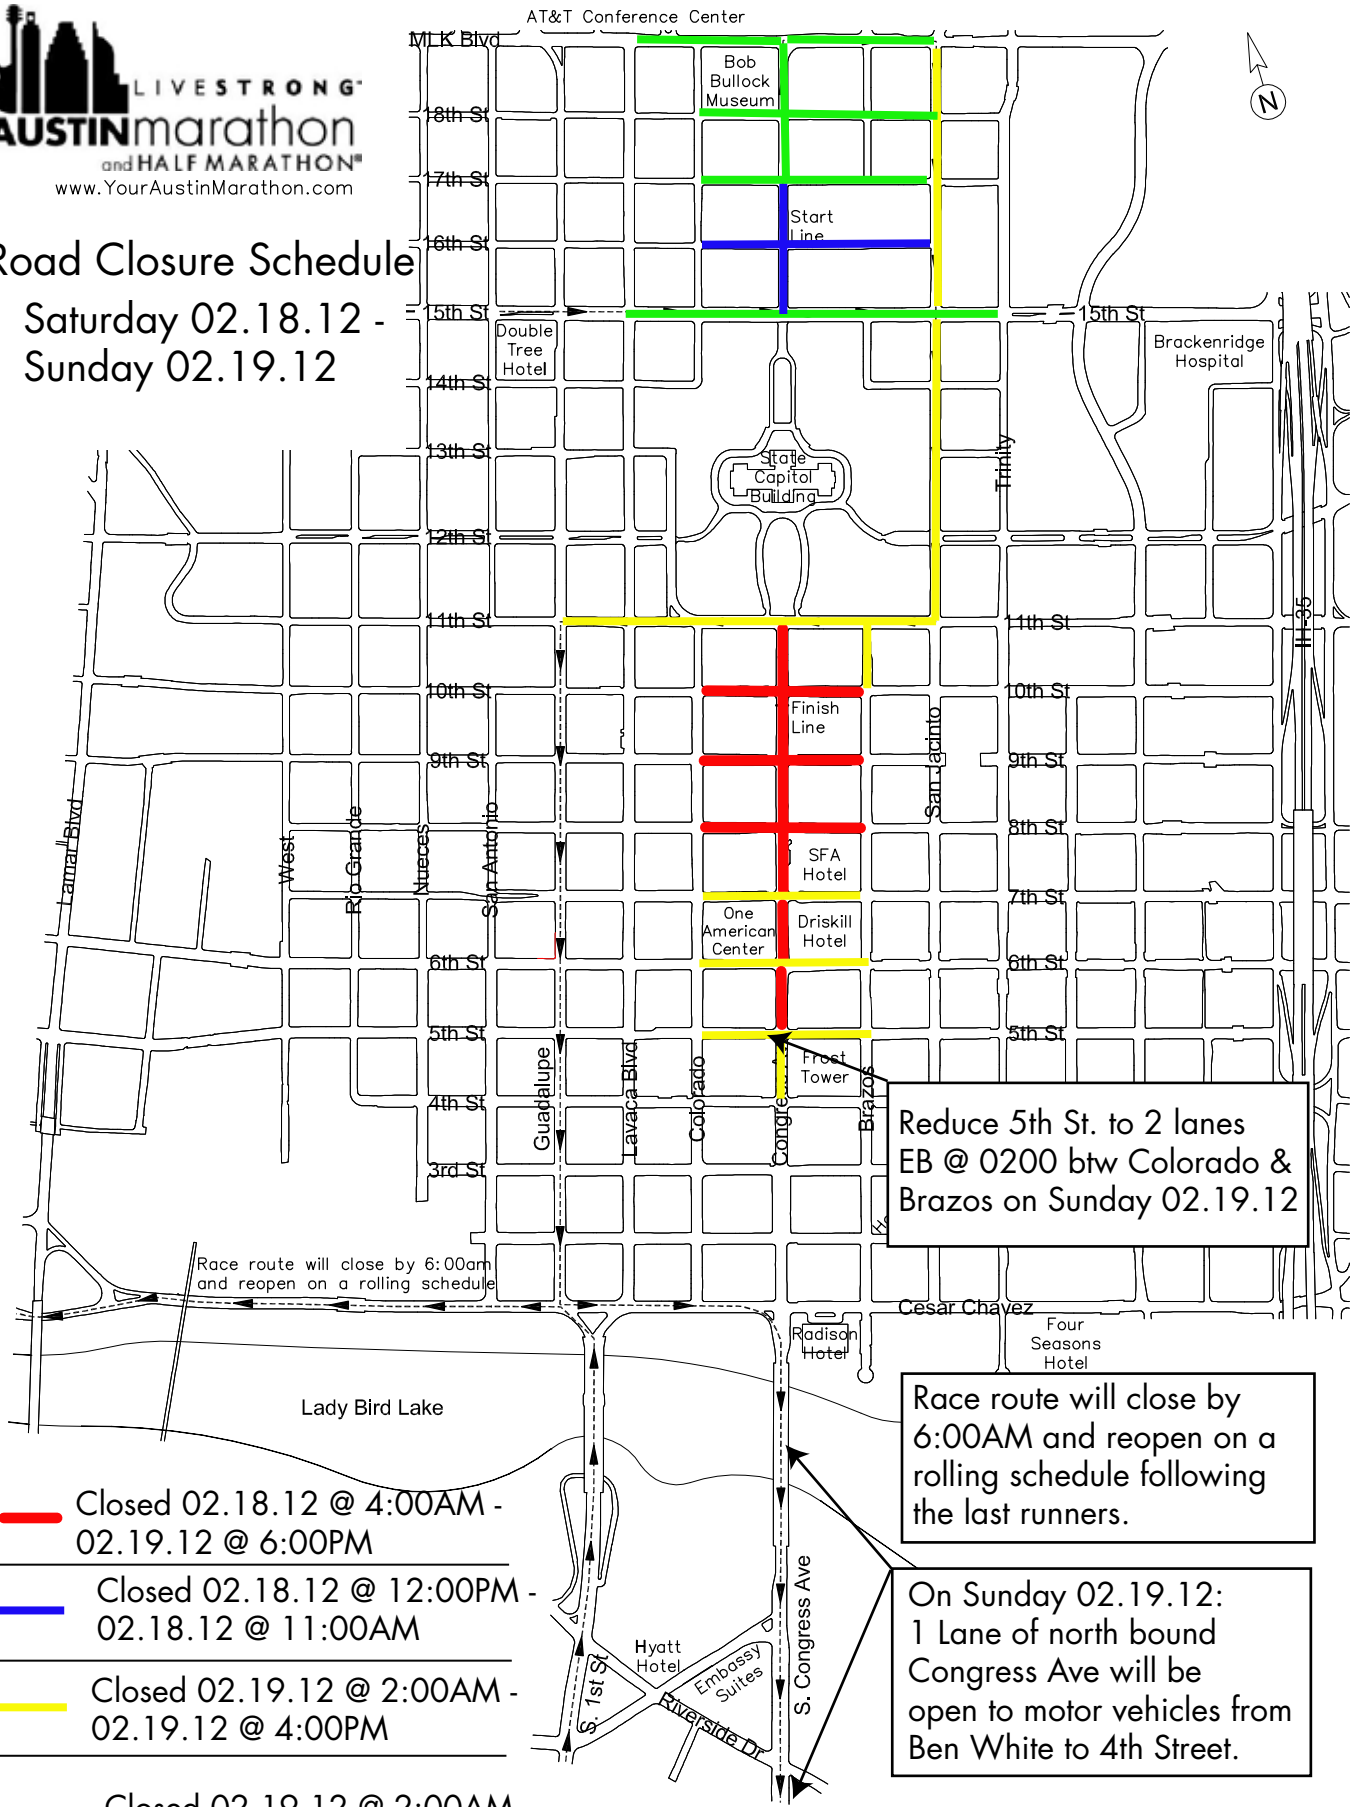 AT&T Conference Center
MLK Blvd
LIVESTRONG
AUSTIN marathon
and HALF MARATHON®
www.YourAustinMarathon.com
Bob
Bullock
Museum
18th St
17th St
Start
Line
16th St
Road Closure Schedule
Saturday 02.18.12 -
Sunday 02.19.12
N
15th St
15th St
Double
Tree
Hotel
Brackenridge
Hospital
14th St
13th St
State
Capitol
Building
Trinity
12th St
11th St
11th St
IH-35
10th St
10th St
Finish
Line
San Jacinto
9th St
9th St
8th St
Lamar Blvd
West
Rio Grande
Nueces
San Antonio
SFA
Hotel
7th St
One
American
Center
Driskill
Hotel
6th St
6th St
5th St
5th St
Guadalupe
Lavaca Blvd
Colorado
Frost
Tower
Brazos
4th St
3rd St
Reduce 5th St. to 2 lanes
EB @ 0200 btw Colorado &
Brazos on Sunday 02.19.12
Race route will close by 6:00am
and reopen on a rolling schedule
Cesar Chavez
Radison
Hotel
Four
Seasons
Hotel
Lady Bird Lake
Race route will close by
6:00AM and reopen on a
rolling schedule following
the last runners.
Closed 02.18.12 @ 4:00AM -
02.19.12 @ 6:00PM
Closed 02.18.12 @ 12:00PM -
02.18.12 @ 11:00AM
Closed 02.19.12 @ 2:00AM -
02.19.12 @ 4:00PM
Closed 02.19.12 @ 2:00AM
Hyatt
Hotel
Embassy
Suites
S. 1st St
Riverside Dr
S. Congress Ave
On Sunday 02.19.12:
1 Lane of north bound
Congress Ave will be
open to motor vehicles from
Ben White to 4th Street.